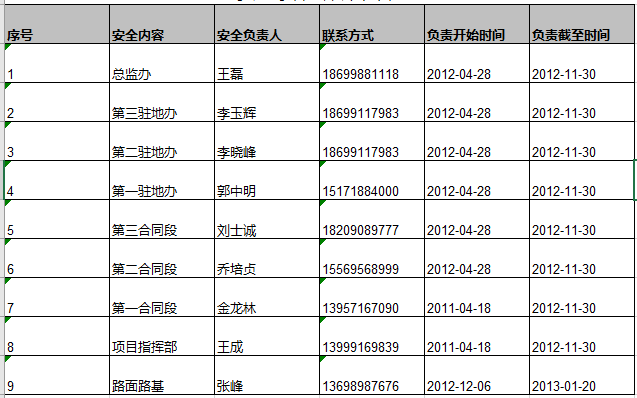 序号 安全内容 安全负责人 联系方式 负责开始时间 负责截至时间
1 总监办 王磊 18699881118 2012-04-28 2012-11-30
2 第三驻地办 李玉辉 18699117983 2012-04-28 2012-11-30
3 第二驻地办 李晓峰 18699117983 2012-04-28 2012-11-30
4 第一驻地办 郭中明 15171884000 2012-04-28 2012-11-30
5 第三合同段 刘士诚 18209089777 2012-04-28 2012-11-30
6 第二合同段 乔培贞 15569568999 2012-04-28 2012-11-30
7 第一合同段 金龙林 13957167090 2011-04-18 2012-11-30
8 项目指挥部 王成 13999169839 2011-04-18 2012-11-30
9 路面路基 张峰 13698987676 2012-12-06 2013-01-20